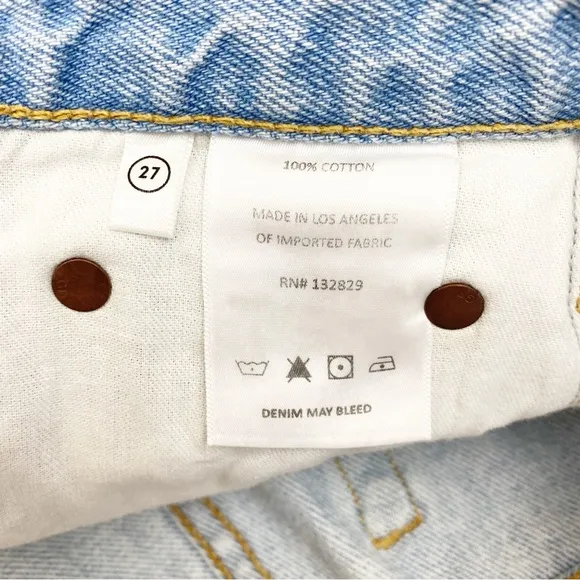 27
100% COTTON
MADE IN LOS ANGELES
OF IMPORTED FABRIC
RN# 132829
DENIM MAY BLEED